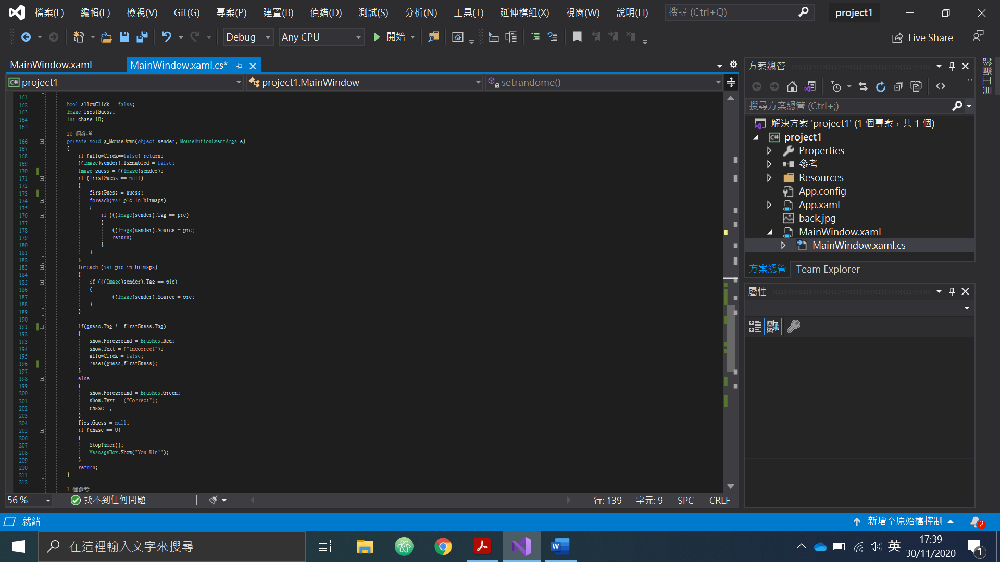 檔案(F) 編輯(E) 檢視(V) Git(G) 專案(P) 建置(B) 偵錯(D) 測試(S) 分析(N) 工具(T) 延伸模組(X) 視窗(W) 說明(H) 搜尋 (Ctrl+Q) project1
Debug Any CPU 開始 Live Share
MainWindow.xaml MainWindow.xaml.cs*
project1 project1.MainWindow setrandome()
161
162 bool allowClick = false;
163 Image firstGuess;
164 int chase=10;
165
20 個參考
166 private void a_MouseDown(object sender, MouseButtonEventArgs e)
167 {
168 if (allowClick==false) return;
169 ((Image)sender).IsEnabled = false;
170 Image guess = ((Image)sender);
171 if (firstGuess == null)
172 {
173 firstGuess = guess;
174 foreach(var pic in bitmaps)
175 {
176 if (((Image)sender).Tag == pic)
177 {
178 ((Image)sender).Source = pic;
179 return;
180 }
181 }
182 }
183 foreach (var pic in bitmaps)
184 {
185 if (((Image)sender).Tag == pic)
186 {
187 ((Image)sender).Source = pic;
188 }
189 }
190
191 if(guess.Tag != firstGuess.Tag)
192 {
193 show.Foreground = Brushes.Red;
194 show.Text = ("Incorrect");
195 allowClick = false;
196 reset(guess,firstGuess);
197 }
198 else
199 {
200 show.Foreground = Brushes.Green;
201 show.Text = ("Correct");
202 chase--;
203 }
204 firstGuess = null;
205 if (chase == 0)
206 {
207 StopTimer();
208 MessageBox.Show("You Win!");
209 }
210 return;
211 }
212
1 個參考
56 % 找不到任何問題 行: 139 字元: 9 SPC CRLF
方案總管
搜尋方案總管 (Ctrl+;)
解決方案 'project1' (1 個專案，共 1 個)
C# project1
Properties
參考
Resources
App.config
App.xaml
back.jpg
MainWindow.xaml
MainWindow.xaml.cs
方案總管 Team Explorer
屬性
診斷工具
就緒 新增至原始檔控制 2
在這裡輸入文字來搜尋 英 17:39
30/11/2020 1